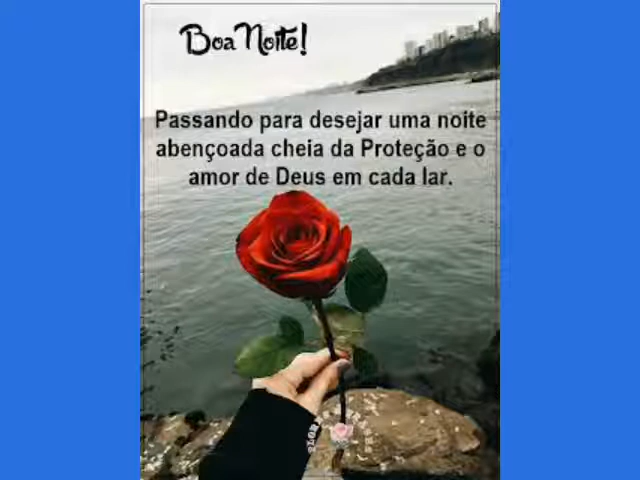 Boa Noite!
Passando para desejar uma noite
abençoada cheia da Proteção e o
amor de Deus em cada lar.